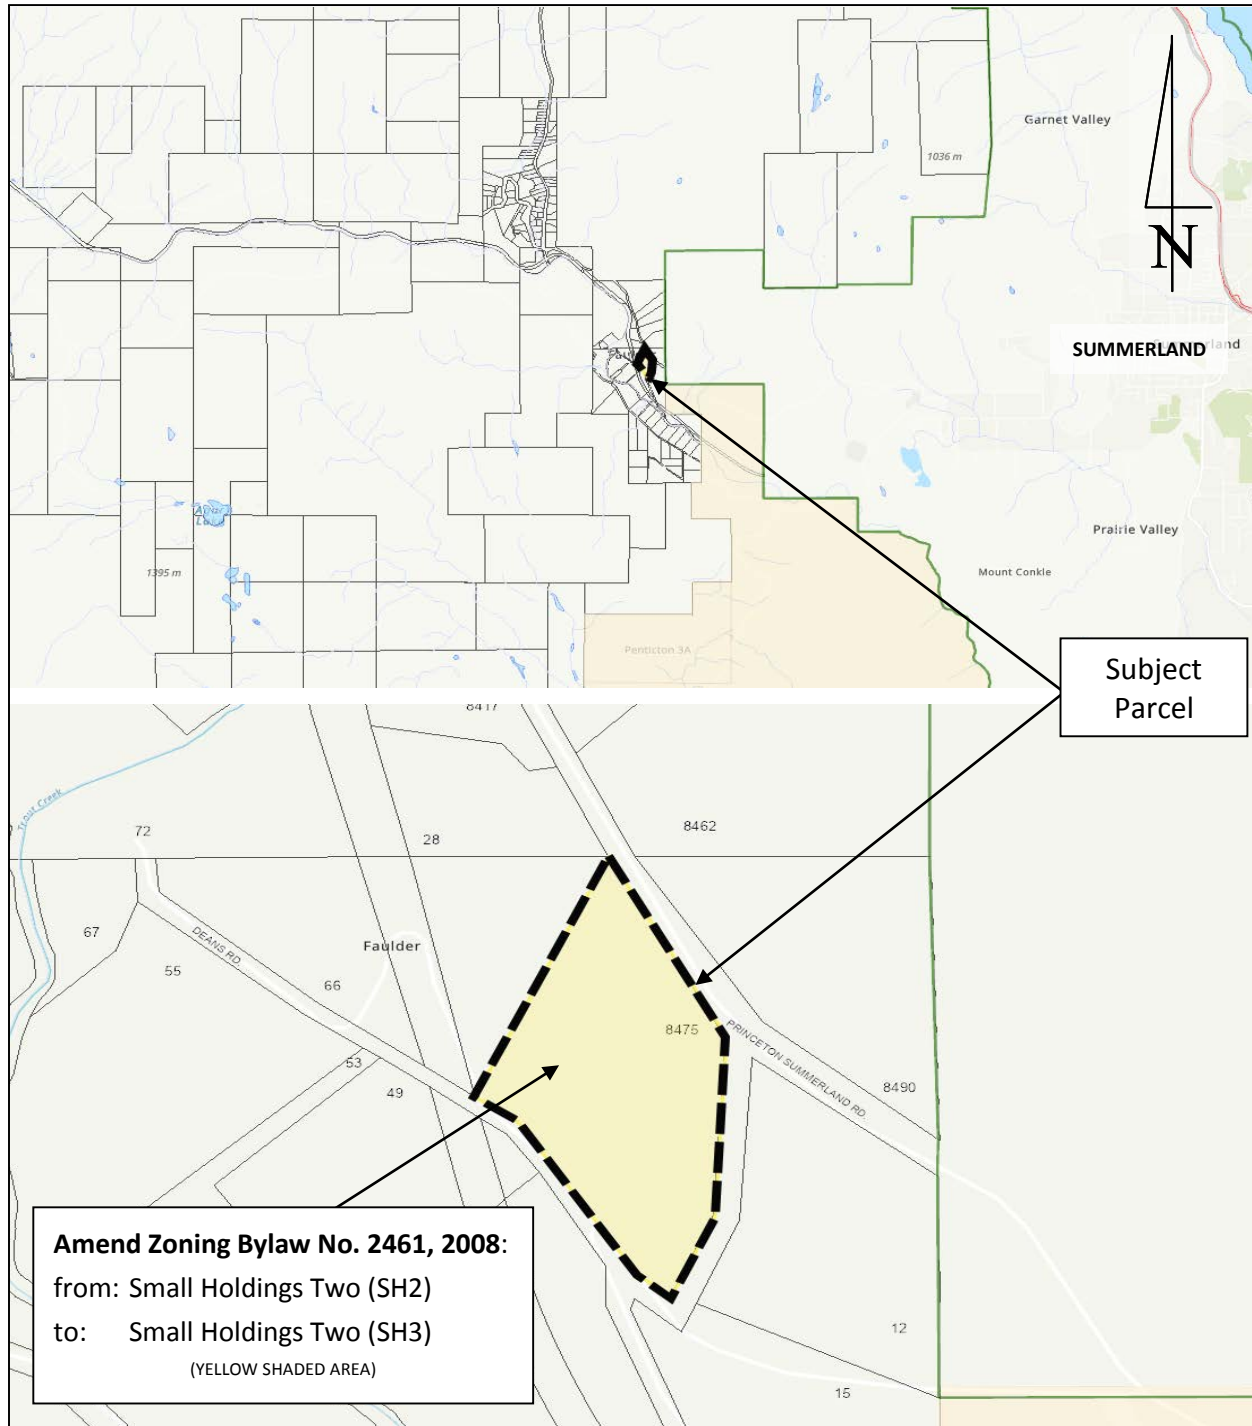 Garnet Valley
1036 m
N
SUMMERLAND
Summerland
1395 m
Prairie Valley
Mount Conkle
Penticton 3A
Subject
Parcel
8417
Trout Creek
72
28
8462
67
DEANS RD.
Faulder
55
66
8475
PRINCETON SUMMERLAND RD.
53
49
8490
Amend Zoning Bylaw No. 2461, 2008:
from: Small Holdings Two (SH2)
to: Small Holdings Two (SH3)
(YELLOW SHADED AREA)
12
15